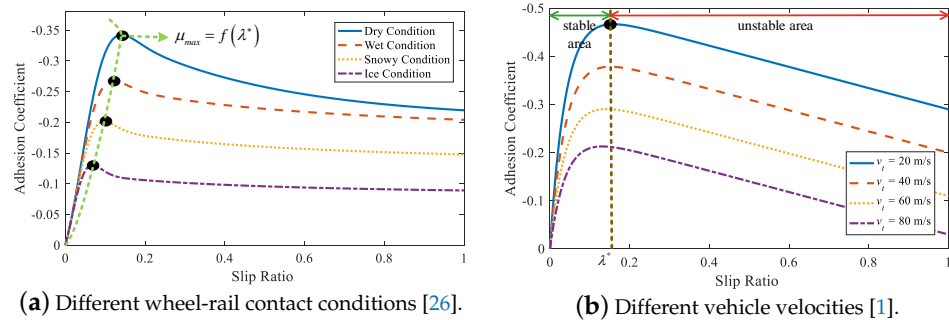 -0.35
-0.3
-0.25
-0.2
-0.15
-0.1
-0.05
0
Adhesion Coefficient
μmax = f(λ*)
Dry Condition
Wet Condition
Snowy Condition
Ice Condition
0 0.2 0.4 0.6 0.8 1
Slip Ratio
(a) Different wheel-rail contact conditions [26].
-0.5
-0.4
-0.3
-0.2
-0.1
0
Adhesion Coefficient
stable
area
unstable area
vt = 20 m/s
vt = 40 m/s
vt = 60 m/s
vt = 80 m/s
0 λ* 0.2 0.4 0.6 0.8 1
Slip Ratio
(b) Different vehicle velocities [1].